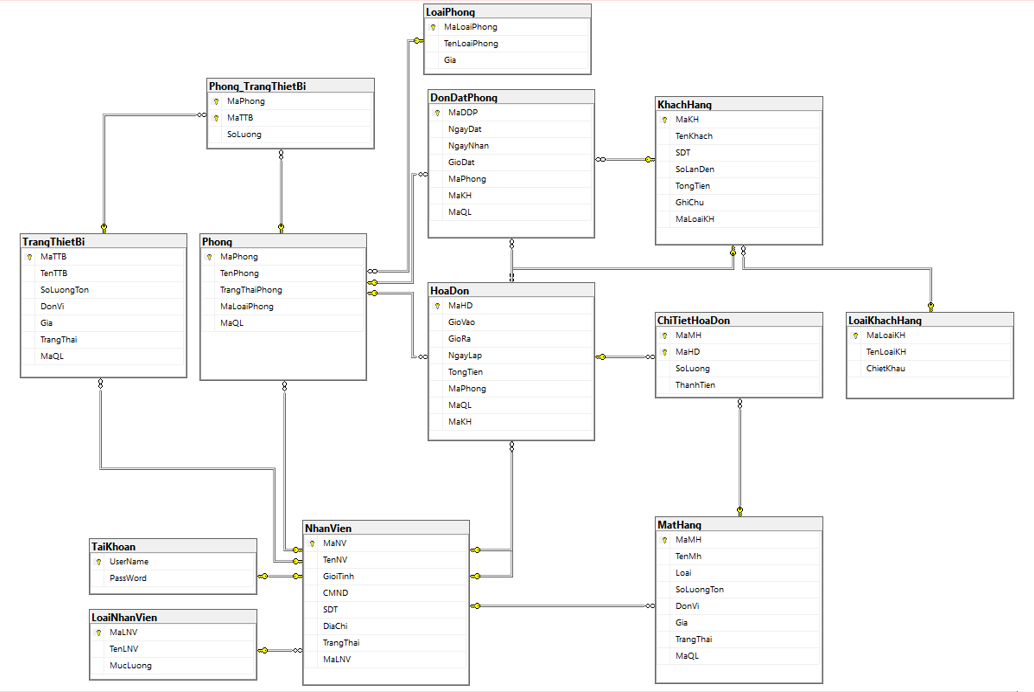 LoaiPhong
MaLoaiPhong
TenLoaiPhong
Gia
Phong_TrangThietBi
MaPhong
MaTTB
SoLuong
DonDatPhong
MaDDP
NgayDat
NgayNhan
GioDat
MaPhong
MaKH
MaQL
KhachHang
MaKH
TenKhach
SDT
SoLanDen
TongTien
GhiChu
MaLoaiKH
TrangThietBi
MaTTB
TenTTB
SoLuongTon
DonVi
Gia
TrangThai
MaQL
Phong
MaPhong
TenPhong
TrangThaiPhong
MaLoaiPhong
MaQL
HoaDon
MaHD
GioVao
GioRa
NgayLap
TongTien
MaPhong
MaQL
MaKH
ChiTietHoaDon
MaMH
MaHD
SoLuong
ThanhTien
LoaiKhachHang
MaLoaiKH
TenLoaiKH
ChietKhau
TaiKhoan
UserName
PassWord
LoaiNhanVien
MaLNV
TenLNV
MucLuong
NhanVien
MaNV
TenNV
GioiTinh
CMND
SDT
DiaChi
TrangThai
MaLNV
MatHang
MaMH
TenMh
Loai
SoLuongTon
DonVi
Gia
TrangThai
MaQL